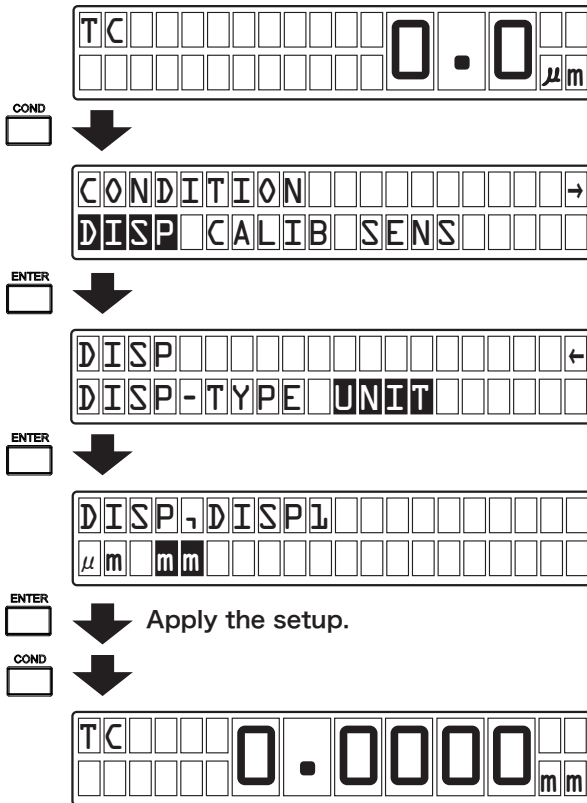 TC 0.0 μm
COND
CONDITION →
DISP CALIB SENS
ENTER
DISP ←
DISP-TYPE UNIT
ENTER
DISP¬DISP1
μm mm
ENTER
Apply the setup.
COND
TC 0.0000 mm